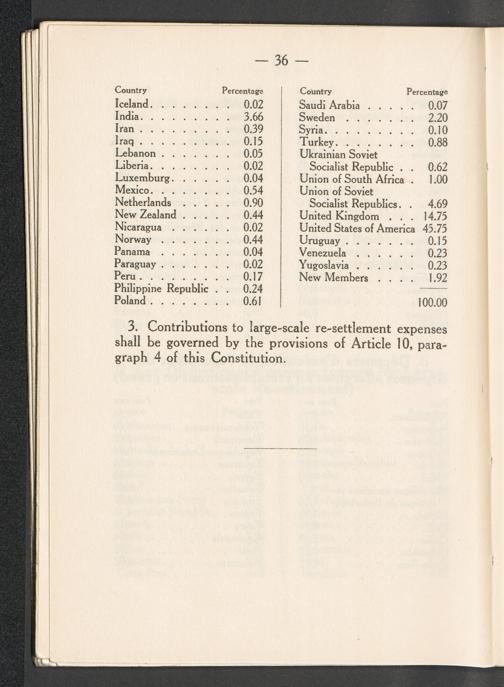 — 36 —
Country Percentage
Iceland. . . . . . . . 0.02
India. . . . . . . . . 3.66
Iran . . . . . . . . . 0.39
Iraq . . . . . . . . . 0.15
Lebanon . . . . . . . 0.05
Liberia. . . . . . . . 0.02
Luxemburg. . . . . . 0.04
Mexico. . . . . . . . 0.54
Netherlands . . . . . 0.90
New Zealand . . . . . 0.44
Nicaragua . . . . . . 0.02
Norway . . . . . . . 0.44
Panama . . . . . . . 0.04
Paraguay . . . . . . . 0.02
Peru . . . . . . . . . 0.17
Philippine Republic . . 0.24
Poland . . . . . . . . 0.61
Country Percentage
Saudi Arabia . . . . . 0.07
Sweden . . . . . . . 2.20
Syria. . . . . . . . . 0.10
Turkey. . . . . . . . 0.88
Ukrainian Soviet
Socialist Republic . . 0.62
Union of South Africa . 1.00
Union of Soviet
Socialist Republics. . 4.69
United Kingdom . . . 14.75
United States of America 45.75
Uruguay . . . . . . . 0.15
Venezuela . . . . . . 0.23
Yugoslavia . . . . . . 0.23
New Members . . . . 1.92
100.00
3. Contributions to large-scale re-settlement expenses
shall be governed by the provisions of Article 10, para-
graph 4 of this Constitution.